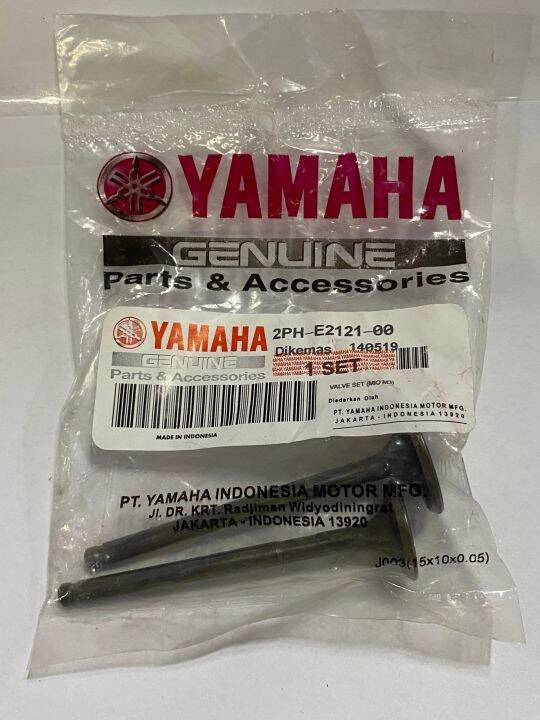 YAMAHA
GENUINE
Parts & Accessories
YAMAHA 2PH-E2121-00
GENUINE Dikemas 140519
Parts & Accessories 1 SET
VALVE SET (MIO M3)
Diedarkan Oleh
PT. YAMAHA INDONESIA MOTOR MFG.
JAKARTA - INDONESIA 13920
MADE IN INDONESIA
PT. YAMAHA INDONESIA MOTOR MFG.
Jl. DR. KRT. Radjiman Widyodiningrat
JAKARTA - INDONESIA 13920
J003(15x10x0.05)